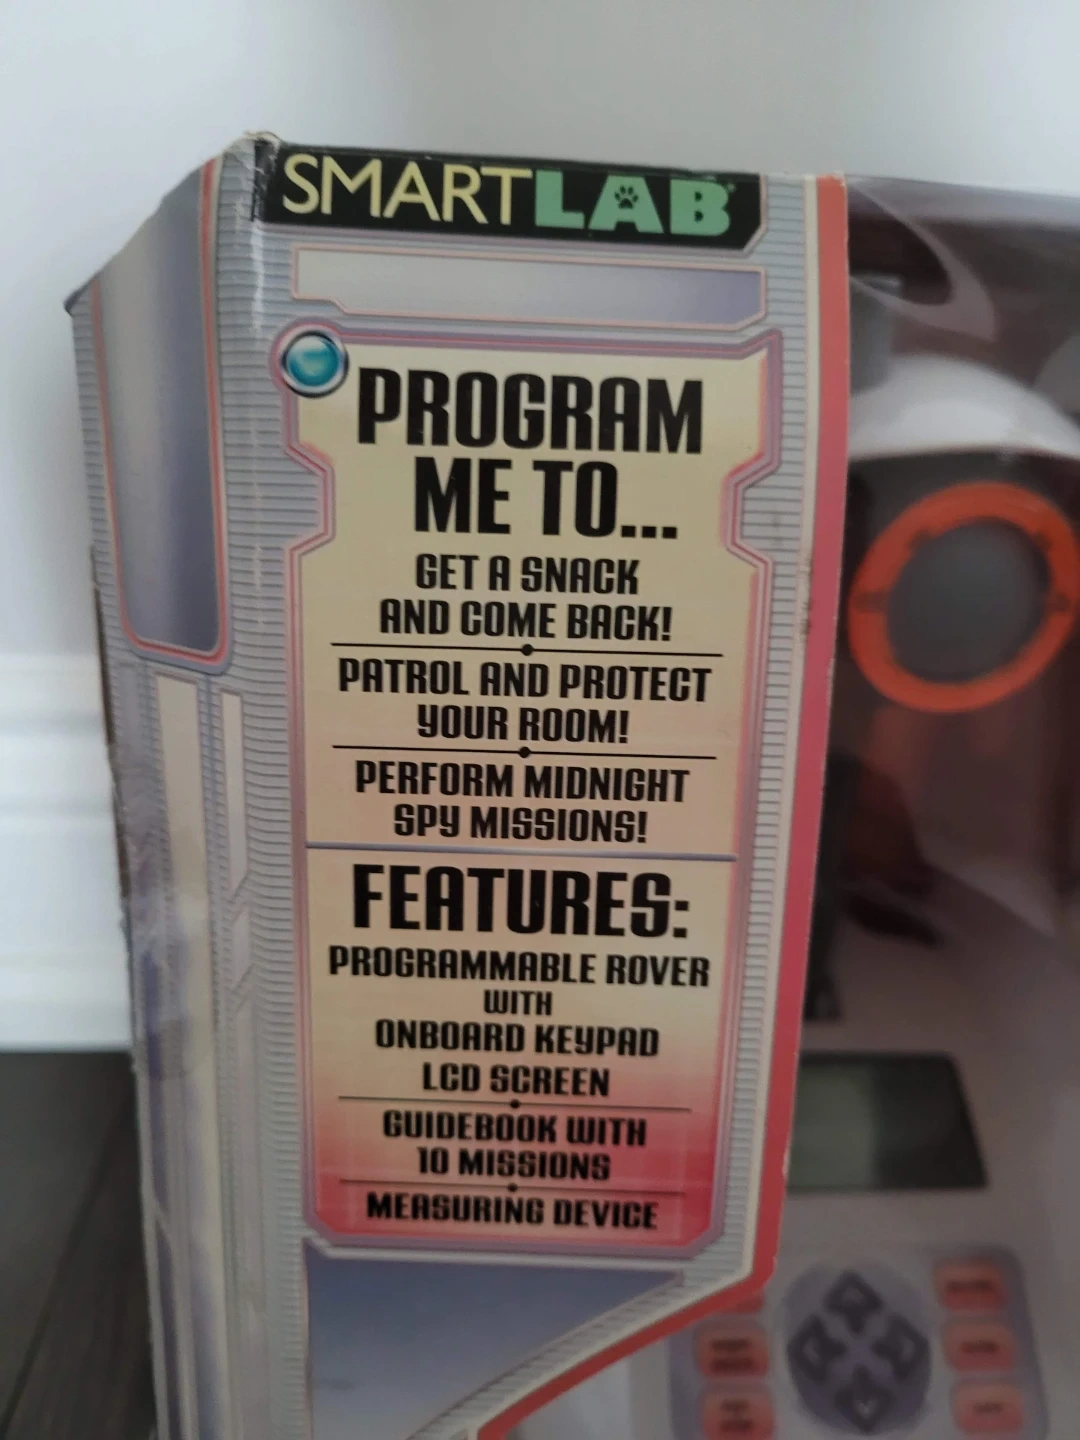 SMARTLAB
PROGRAM
ME TO...
GET A SNACK
AND COME BACK!
PATROL AND PROTECT
YOUR ROOM!
PERFORM MIDNIGHT
SPY MISSIONS!
FEATURES:
PROGRAMMABLE ROVER
WITH
ONBOARD KEYPAD
LCD SCREEN
GUIDEBOOK WITH
10 MISSIONS
MEASURING DEVICE